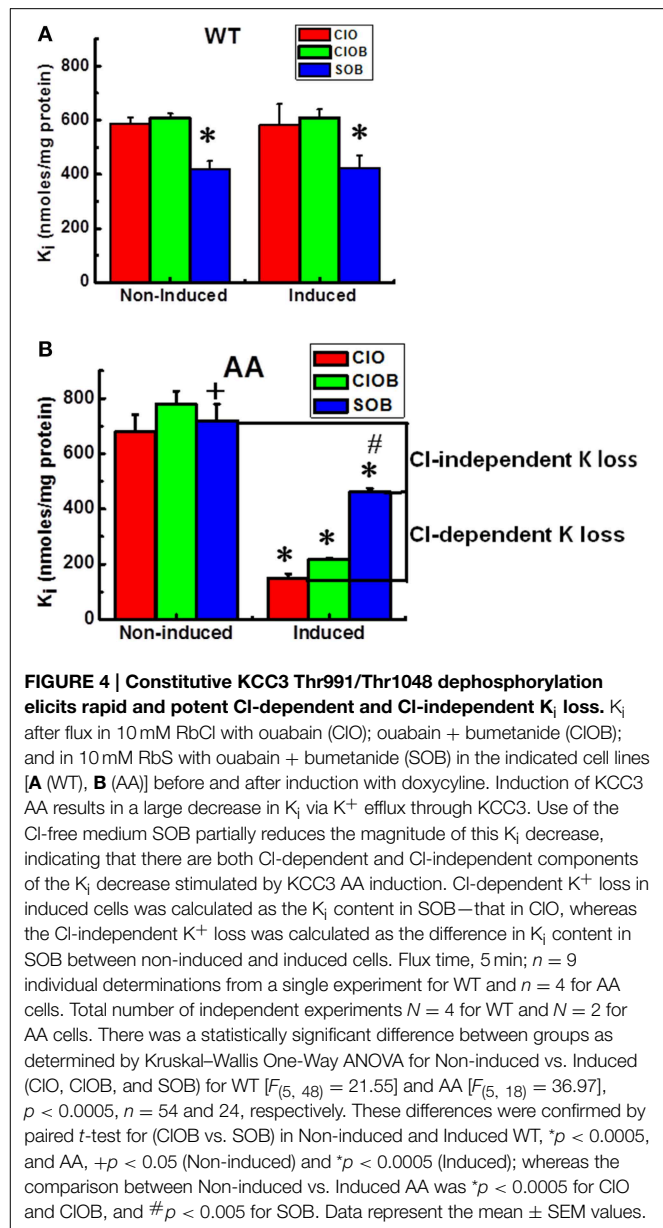 A
WT
ClO
ClOB
SOB
800
600
400
200
0
K i (nmoles/mg protein)
*
*
Non-Induced
Induced
B
AA
ClO
ClOB
SOB
800
600
400
200
0
K i (nmoles/mg protein)
+
#
*
*
*
Cl-independent K loss
Cl-dependent K loss
Non-induced
Induced
FIGURE 4 | Constitutive KCC3 Thr991/Thr1048 dephosphorylation
elicits rapid and potent Cl-dependent and Cl-independent Ki loss. Ki
after flux in 10 mM RbCl with ouabain (ClO); ouabain + bumetanide (ClOB);
and in 10 mM RbS with ouabain + bumetanide (SOB) in the indicated cell lines
[A (WT), B (AA)] before and after induction with doxycyline. Induction of KCC3
AA results in a large decrease in Ki via K+ efflux through KCC3. Use of the
Cl-free medium SOB partially reduces the magnitude of this Ki decrease,
indicating that there are both Cl-dependent and Cl-independent components
of the Ki decrease stimulated by KCC3 AA induction. Cl-dependent K+ loss in
induced cells was calculated as the Ki content in SOB—that in ClO, whereas
the Cl-independent K+ loss was calculated as the difference in Ki content in
SOB between non-induced and induced cells. Flux time, 5 min; n = 9
individual determinations from a single experiment for WT and n = 4 for AA
cells. Total number of independent experiments N = 4 for WT and N = 2 for
AA cells. There was a statistically significant difference between groups as
determined by Kruskal–Wallis One-Way ANOVA for Non-induced vs. Induced
(ClO, ClOB, and SOB) for WT [F(5, 48) = 21.55] and AA [F(5, 18) = 36.97],
p < 0.0005, n = 54 and 24, respectively. These differences were confirmed by
paired t-test for (ClOB vs. SOB) in Non-induced and Induced WT, *p < 0.0005,
and AA, +p < 0.05 (Non-induced) and *p < 0.0005 (Induced); whereas the
comparison between Non-induced vs. Induced AA was *p < 0.0005 for ClO
and ClOB, and #p < 0.005 for SOB. Data represent the mean ± SEM values.